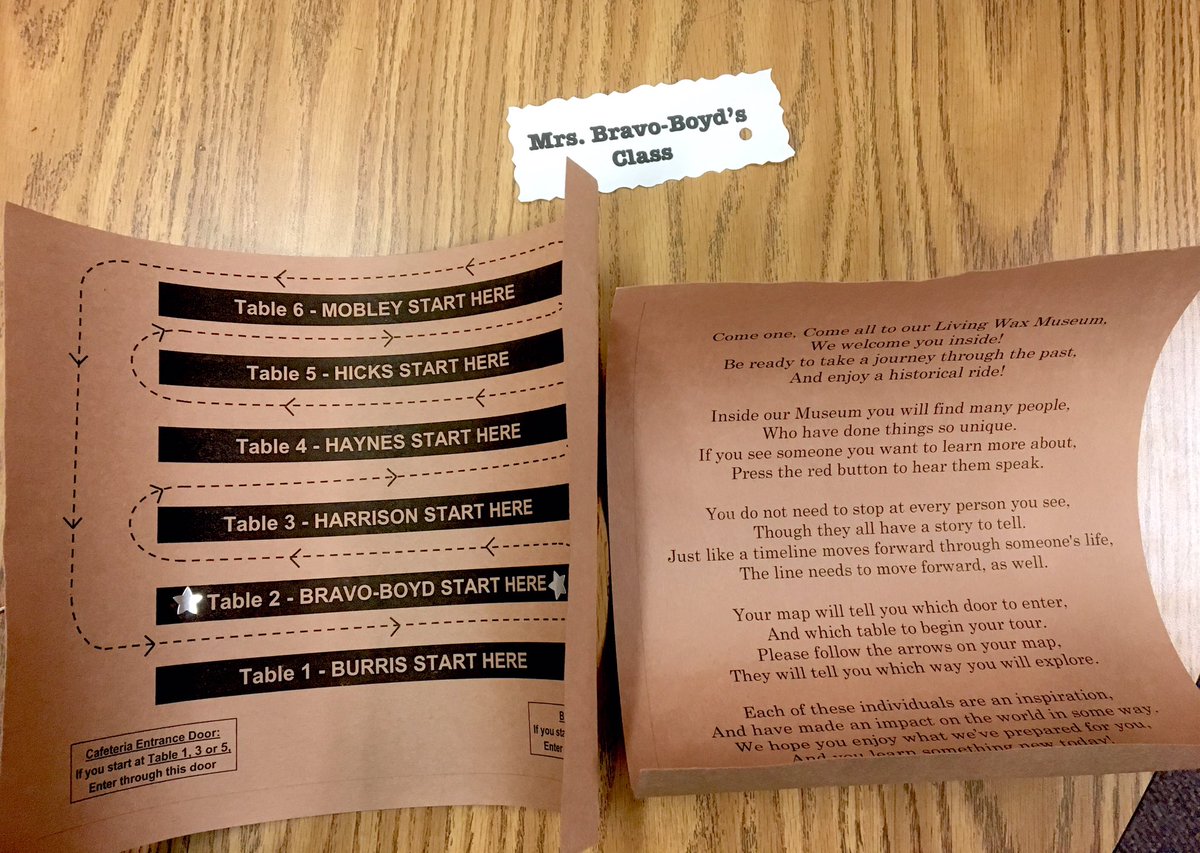 Mrs. Bravo-Boyd's
Class
Table 6 - MOBLEY START HERE
Table 5 - HICKS START HERE
Table 4 - HAYNES START HERE
Table 3 - HARRISON START HERE
Table 2 - BRAVO-BOYD START HERE
Table 1 - BURRIS START HERE
Cafeteria Entrance Door:
If you start at Table 1, 3 or 5,
Enter through this door
B
If you sta
Enter
Come one, Come all to our Living Wax Museum,
We welcome you inside!
Be ready to take a journey through the past,
And enjoy a historical ride!
Inside our Museum you will find many people,
Who have done things so unique.
If you see someone you want to learn more about,
Press the red button to hear them speak.
You do not need to stop at every person you see,
Though they all have a story to tell.
Just like a timeline moves forward through someone's life,
The line needs to move forward, as well.
Your map will tell you which door to enter,
And which table to begin your tour.
Please follow the arrows on your map,
They will tell you which way you will explore.
Each of these individuals are an inspiration,
And have made an impact on the world in some way.
We hope you enjoy what we've prepared for you,
And you learn something new today!